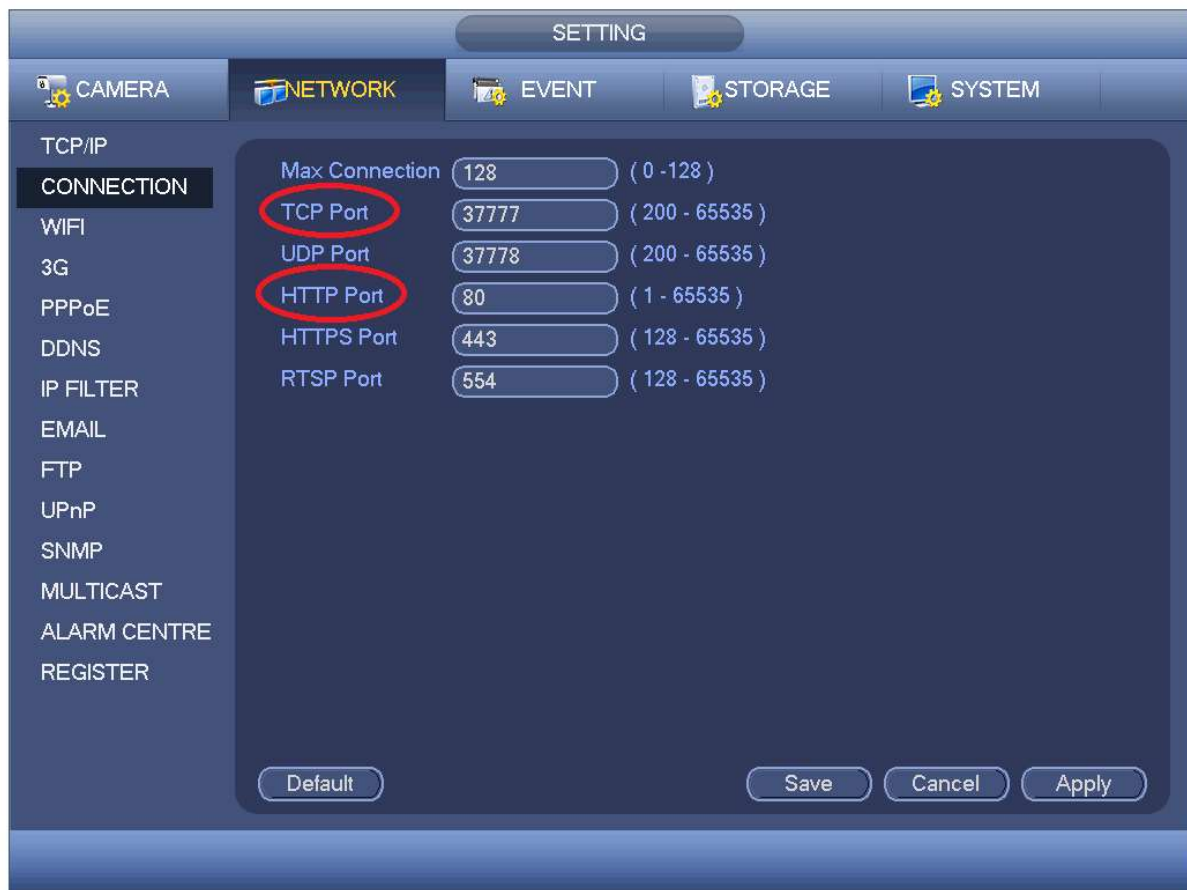 SETTING
CAMERA NETWORK EVENT STORAGE SYSTEM
TCP/IP
CONNECTION
WIFI
3G
PPPoE
DDNS
IP FILTER
EMAIL
FTP
UPnP
SNMP
MULTICAST
ALARM CENTRE
REGISTER
Max Connection 128 ( 0 -128 )
TCP Port 37777 ( 200 - 65535 )
UDP Port 37778 ( 200 - 65535 )
HTTP Port 80 ( 1 - 65535 )
HTTPS Port 443 ( 128 - 65535 )
RTSP Port 554 ( 128 - 65535 )
Default Save Cancel Apply